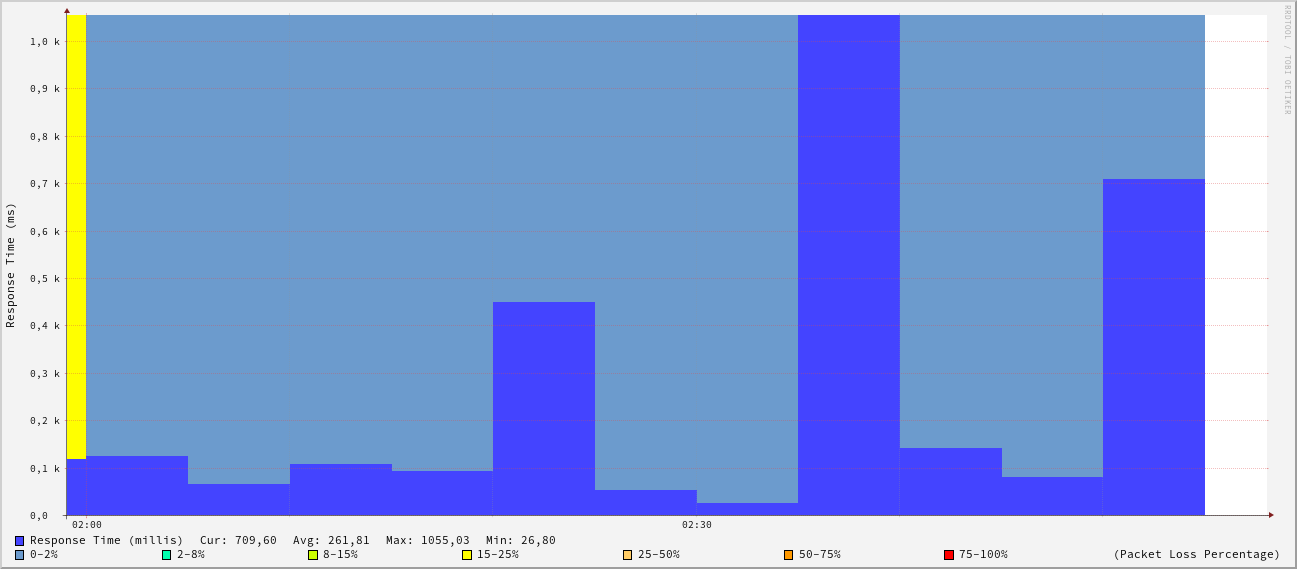 RRDTOOL / TOBI OETIKER
Response Time (ms)
1,0 k
0,9 k
0,8 k
0,7 k
0,6 k
0,5 k
0,4 k
0,3 k
0,2 k
0,1 k
0,0
02:00 02:30
Response Time (millis) Cur: 709,60 Avg: 261,81 Max: 1055,03 Min: 26,80
0-2% 2-8% 8-15% 15-25% 25-50% 50-75% 75-100% (Packet Loss Percentage)